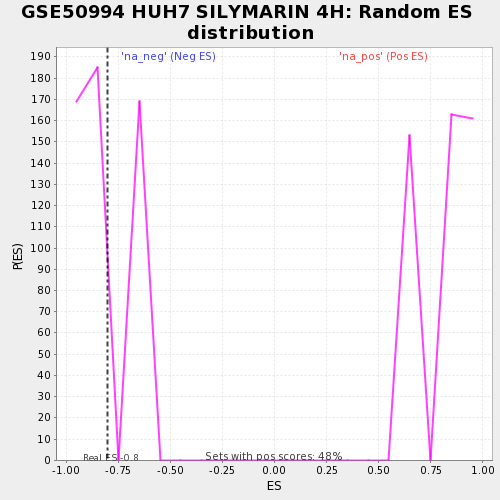 GSE50994 HUH7 SILYMARIN 4H: Random ES
distribution
'na_neg' (Neg ES)
'na_pos' (Pos ES)
190
180
170
160
150
140
130
120
110
100
90
80
70
60
50
40
30
20
10
0
P(ES)
Real ES -0.8
Sets with pos scores: 48%
-1.00 -0.75 -0.50 -0.25 0.00 0.25 0.50 0.75 1.00
ES